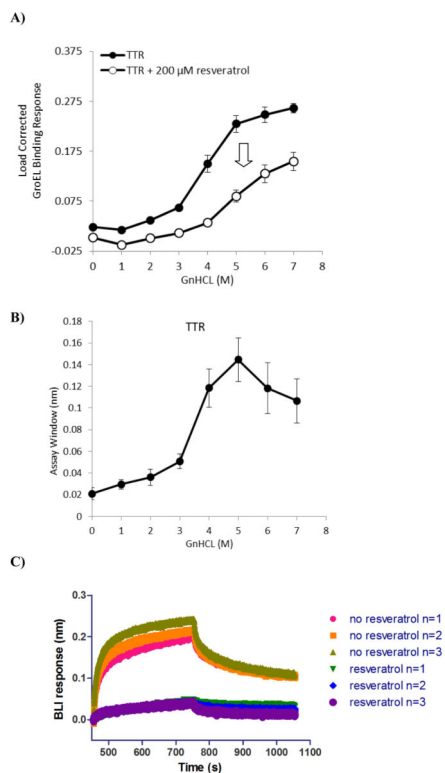 A)
TTR
TTR + 200 µM resveratrol
Load Corrected
GroEL Binding Response
0.375
0.275
0.175
0.075
-0.025
0 1 2 3 4 5 6 7 8
GnHCL (M)
B)
TTR
Assay Window (nm)
0.18
0.16
0.14
0.12
0.1
0.08
0.06
0.04
0.02
0
0 1 2 3 4 5 6 7 8
GnHCL (M)
C)
BLI response (nm)
0.3
0.2
0.1
0.0
500 600 700 800 900 1000 1100
Time (s)
no resveratrol n=1
no resveratrol n=2
no resveratrol n=3
resveratrol n=1
resveratrol n=2
resveratrol n=3